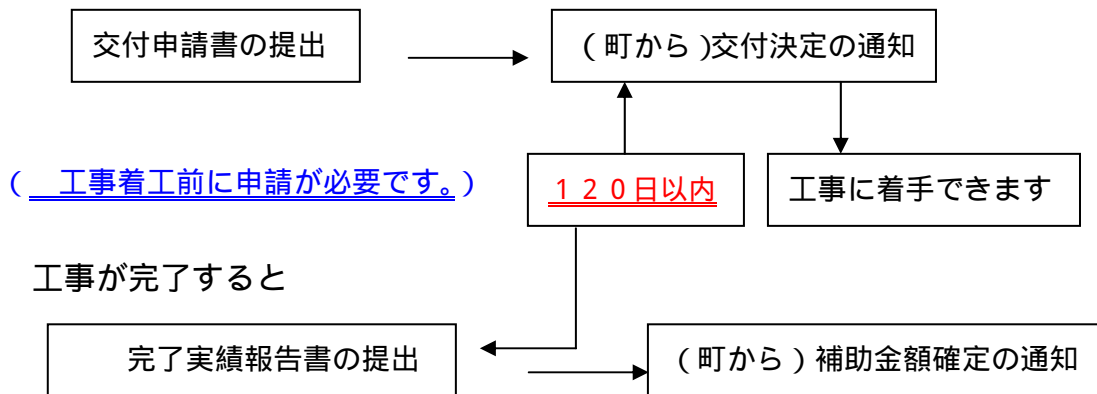 交付申請書の提出
（町から）交付決定の通知
（　工事着工前に申請が必要です。）
１２０日以内
工事に着手できます
工事が完了すると
完了実績報告書の提出
（町から）補助金額確定の通知